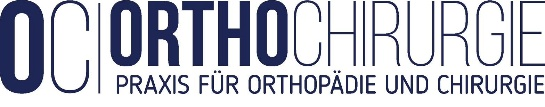 OC | ORTHOCHIRURGIE
PRAXIS FÜR ORTHOPÄDIE UND CHIRURGIE